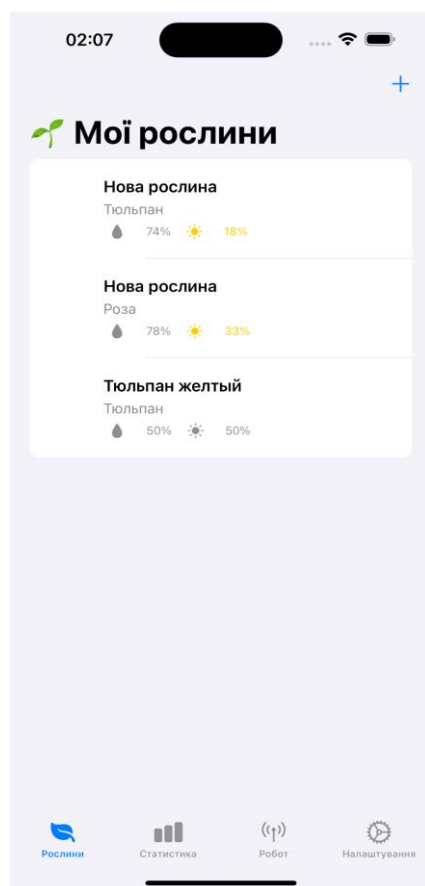 02:07
Мої рослини
Нова рослина
Тюльпан
74% 18%
Нова рослина
Роза
78% 33%
Тюльпан желтый
Тюльпан
50% 50%
Рослини Статистика Робот Налаштування